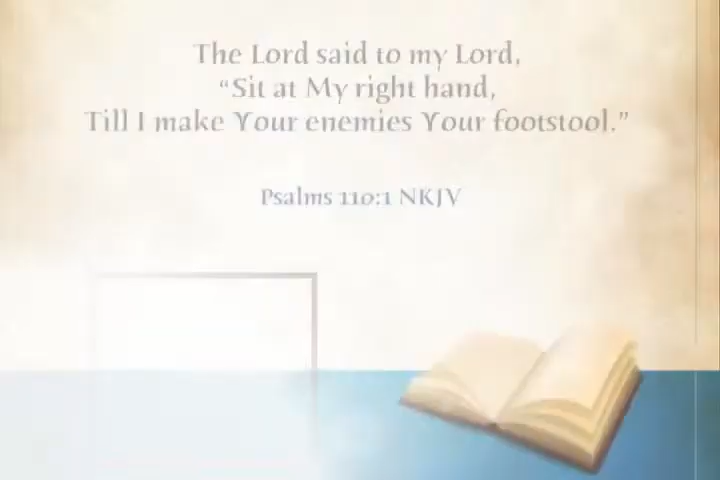 The Lord said to my Lord,
“Sit at My right hand,
Till I make Your enemies Your footstool.”
Psalms 110:1 NKJV